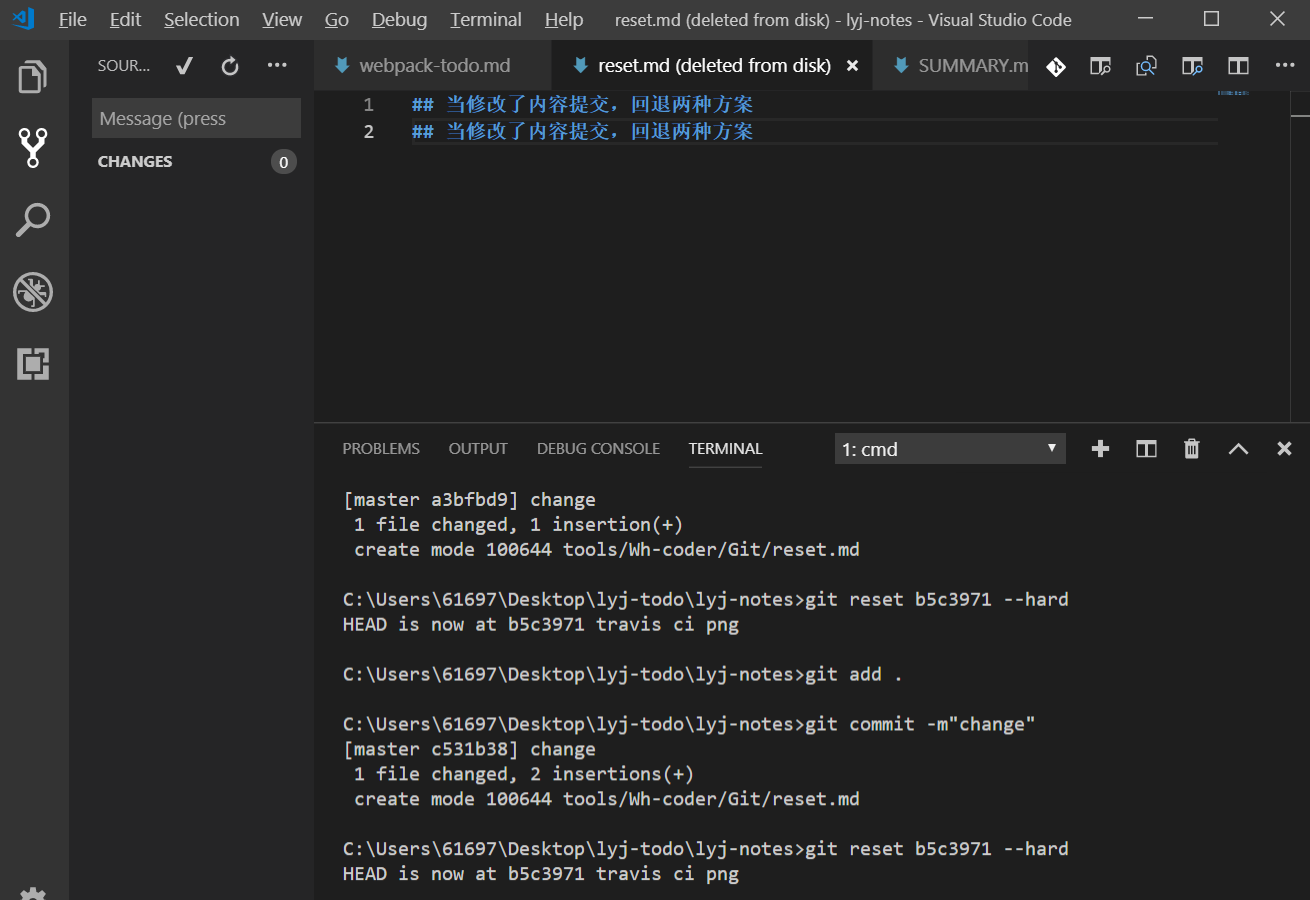 File Edit Selection View Go Debug Terminal Help reset.md (deleted from disk) - lyj-notes - Visual Studio Code
SOUR...
webpack-todo.md reset.md (deleted from disk) SUMMARY.m
Message (press
CHANGES 0
1 ## 当修改了内容提交，回退两种方案
2 ## 当修改了内容提交，回退两种方案
PROBLEMS OUTPUT DEBUG CONSOLE TERMINAL 1: cmd
[master a3bfbd9] change
1 file changed, 1 insertion(+)
create mode 100644 tools/Wh-coder/Git/reset.md
C:\Users\61697\Desktop\lyj-todo\lyj-notes>git reset b5c3971 --hard
HEAD is now at b5c3971 travis ci png
C:\Users\61697\Desktop\lyj-todo\lyj-notes>git add .
C:\Users\61697\Desktop\lyj-todo\lyj-notes>git commit -m"change"
[master c531b38] change
1 file changed, 2 insertions(+)
create mode 100644 tools/Wh-coder/Git/reset.md
C:\Users\61697\Desktop\lyj-todo\lyj-notes>git reset b5c3971 --hard
HEAD is now at b5c3971 travis ci png